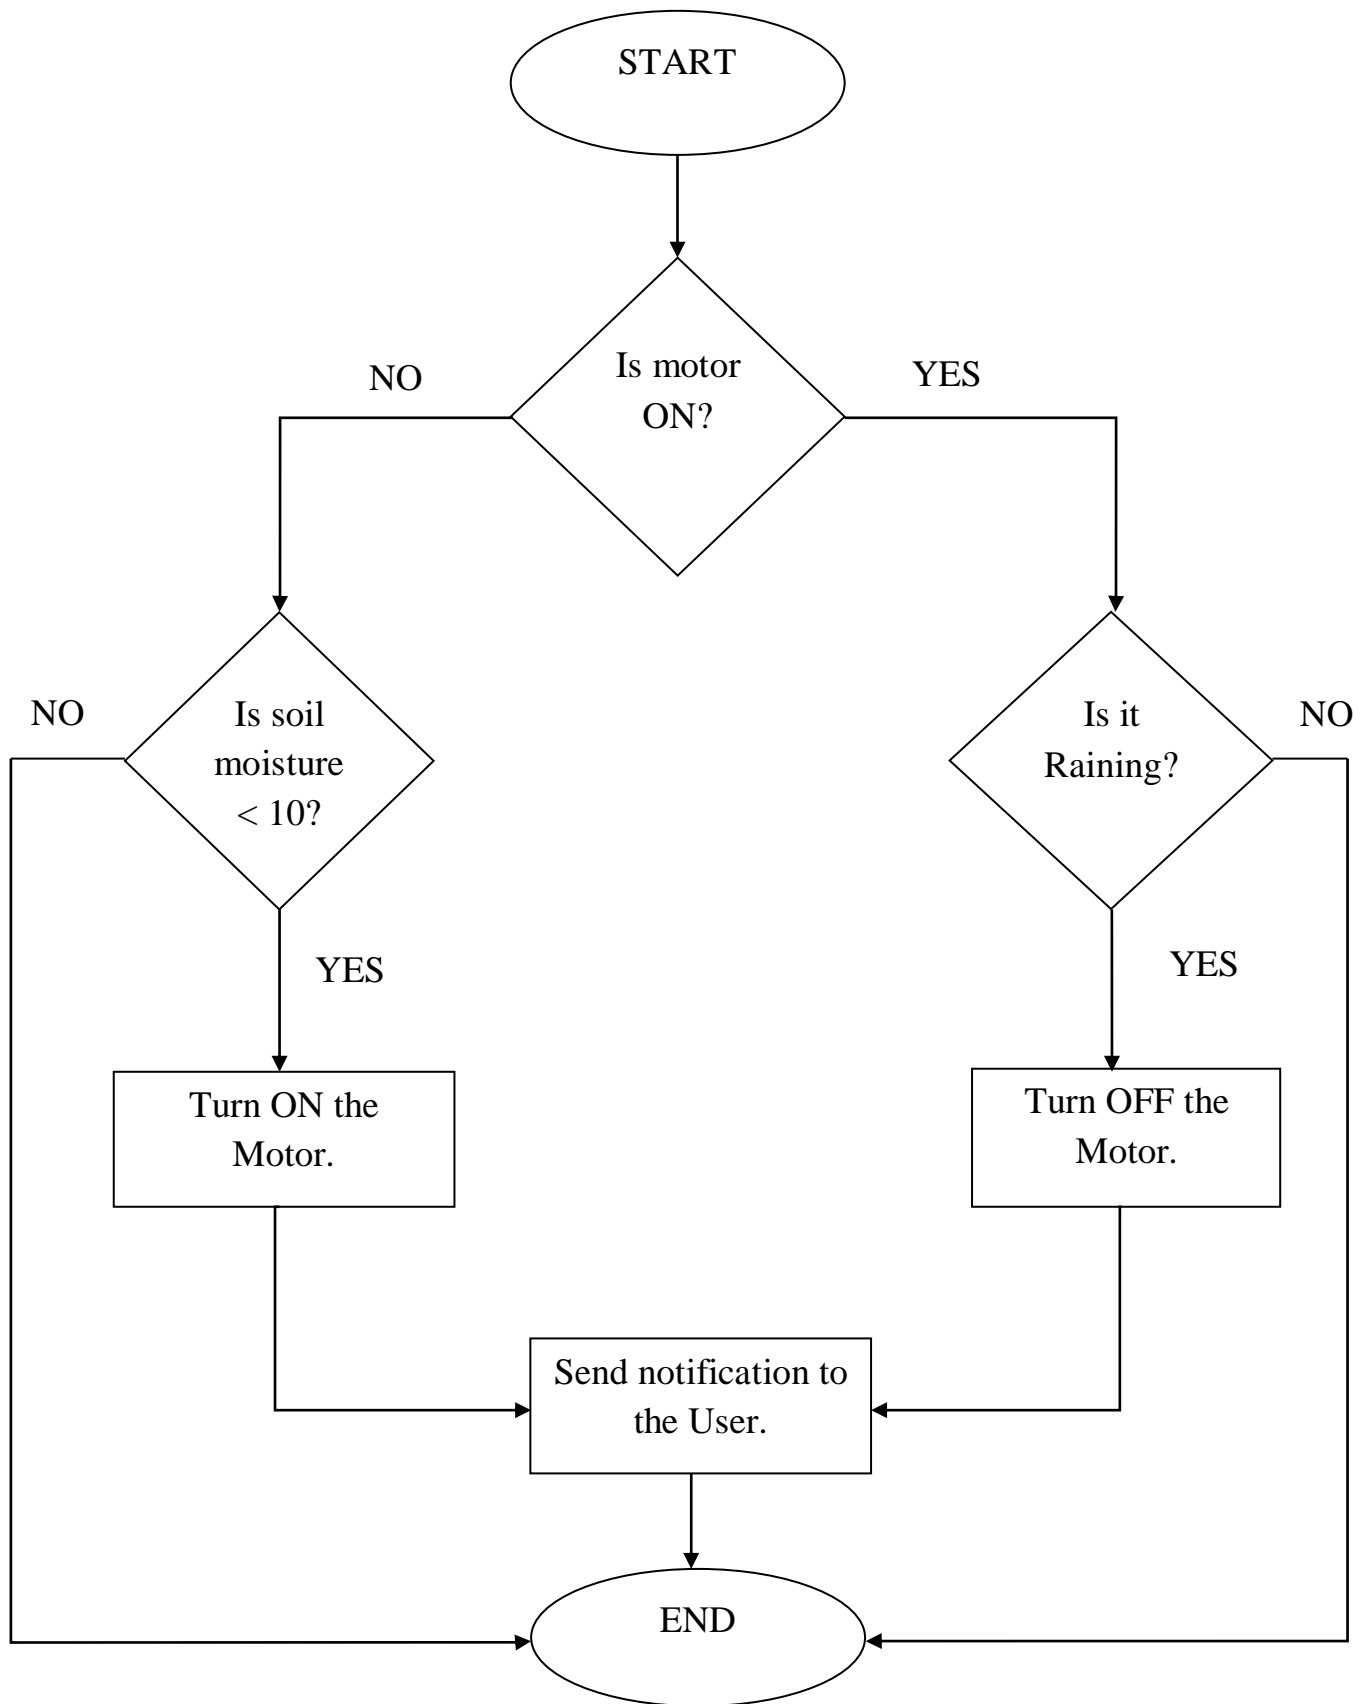 START
Is motor
ON?
NO
YES
NO
Is soil
moisture
< 10?
Is it
Raining?
NO
YES
YES
Turn ON the
Motor.
Turn OFF the
Motor.
Send notification to
the User.
END